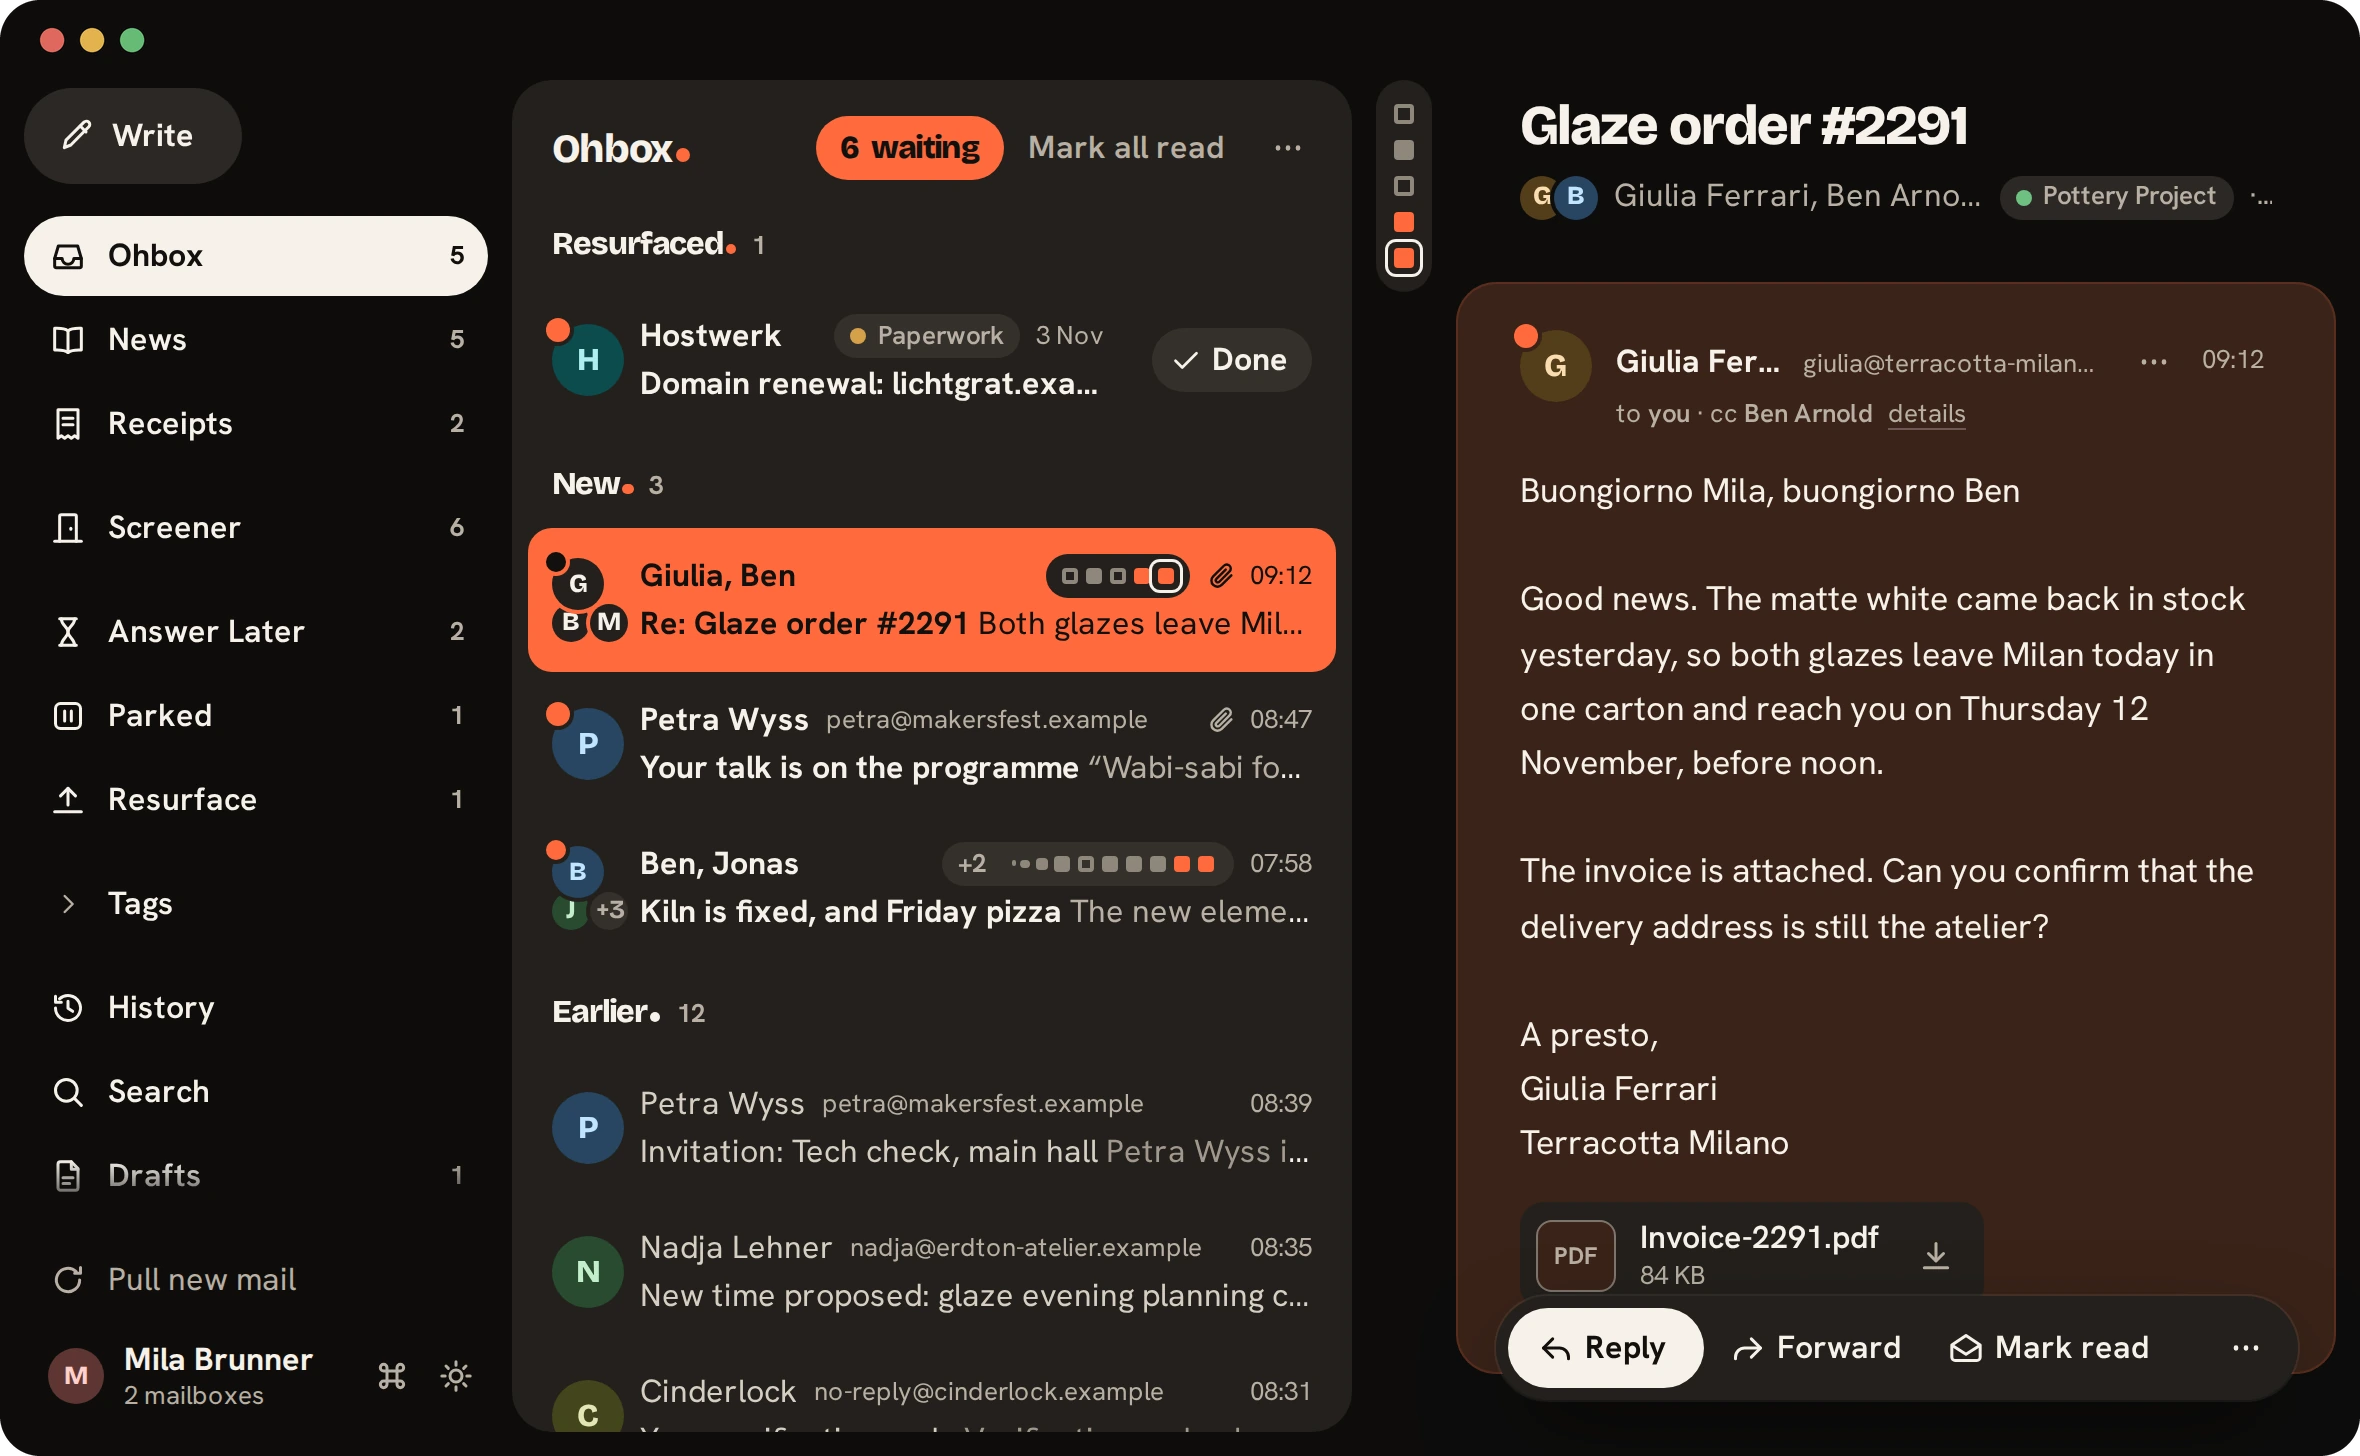 Write
Ohbox 5
News 5
Receipts 2
Screener 6
Answer Later 2
Parked 1
Resurface 1
Tags
History
Search
Drafts 1
Pull new mail
M Mila Brunner
2 mailboxes
Ohbox. 6 waiting Mark all read ...
Resurfaced. 1
H Hostwerk Paperwork 3 Nov
Domain renewal: lichtgrat.exa...
Done
New. 3
G Giulia, Ben 09:12
B M Re: Glaze order #2291 Both glazes leave Mil...
P Petra Wyss petra@makersfest.example 08:47
Your talk is on the programme “Wabi-sabi fo...
B Ben, Jonas +2 07:58
J +3 Kiln is fixed, and Friday pizza The new eleme...
Earlier. 12
P Petra Wyss petra@makersfest.example 08:39
Invitation: Tech check, main hall Petra Wyss i...
N Nadja Lehner nadja@erdton-atelier.example 08:35
New time proposed: glaze evening planning c...
C Cinderlock no-reply@cinderlock.example 08:31
Glaze order #2291
G B Giulia Ferrari, Ben Arno... Pottery Project ·...
G Giulia Fer... giulia@terracotta-milan... ... 09:12
to you · cc Ben Arnold details
Buongiorno Mila, buongiorno Ben
Good news. The matte white came back in stock
yesterday, so both glazes leave Milan today in
one carton and reach you on Thursday 12
November, before noon.
The invoice is attached. Can you confirm that the
delivery address is still the atelier?
A presto,
Giulia Ferrari
Terracotta Milano
PDF Invoice-2291.pdf
84 KB
Reply Forward Mark read ...